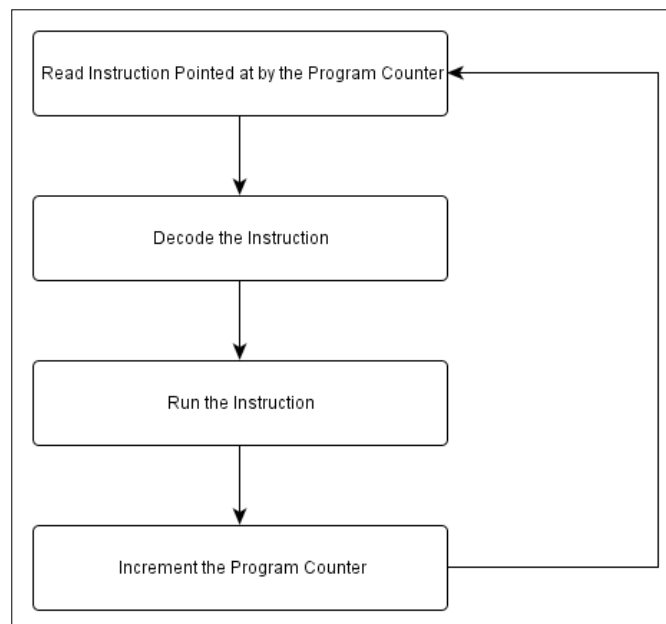 Read Instruction Pointed at by the Program Counter
Decode the Instruction
Run the Instruction
Increment the Program Counter